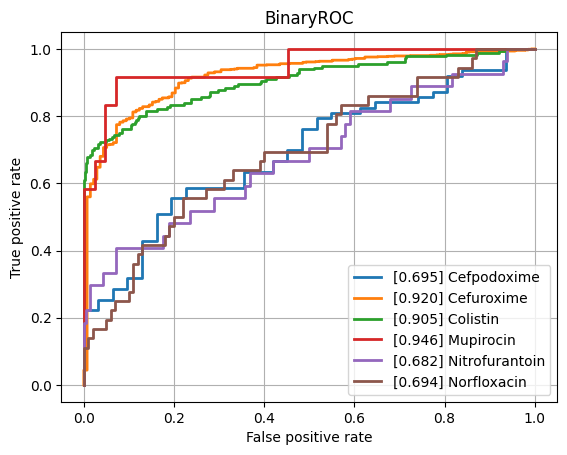 BinaryROC
True positive rate
1.0
0.8
0.6
0.4
0.2
0.0
[0.695] Cefpodoxime
[0.920] Cefuroxime
[0.905] Colistin
[0.946] Mupirocin
[0.682] Nitrofurantoin
[0.694] Norfloxacin
0.0 0.2 0.4 0.6 0.8 1.0
False positive rate